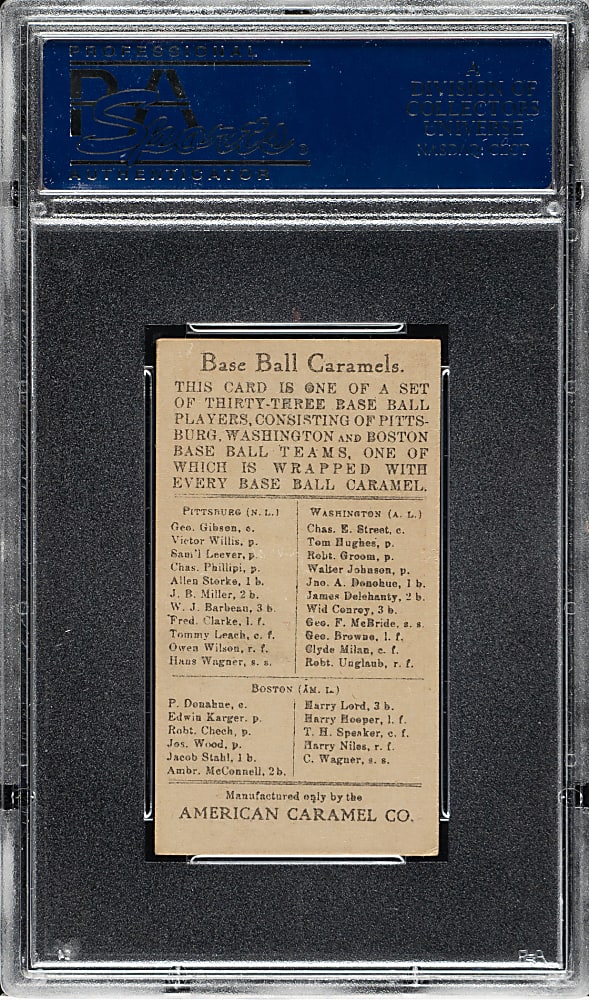 PROFESSIONAL
PSA
Sports
AUTHENTICATOR
A
DIVISION OF
COLLECTORS
UNIVERSE
NASDAQ: CLCT
Base Ball Caramels.
THIS CARD IS ONE OF A SET
OF THIRTY-THREE BASE BALL
PLAYERS, CONSISTING OF PITTS-
BURG, WASHINGTON AND BOSTON
BASE BALL TEAMS, ONE OF
WHICH IS WRAPPED WITH
EVERY BASE BALL CARAMEL.
PITTSBURG (N. L.)
Geo. Gibson, c.
Victor Willis, p.
Sam'l Leever, p.
Chas. Phillipi, p.
Allen Storke, 1 b.
J. B. Miller, 2 b.
W. J. Barbeau, 3 b.
Fred. Clarke, l. f.
Tommy Leach, c. f.
Owen Wilson, r. f.
Hans Wagner, s. s.
WASHINGTON (A. L.)
Chas. E. Street, c.
Tom Hughes, p.
Robt. Groom, p.
Walter Johnson, p.
Jno. A. Donohue, 1 b.
James Delehanty, 2 b.
Wid Conroy, 3 b.
Geo. F. McBride, s. s.
Geo. Browne, l. f.
Clyde Milan, c. f.
Robt. Unglaub, r. f.
BOSTON (AM. L.)
P. Donahue, c.
Edwin Karger. p.
Robt. Chech, p.
Jos. Wood, p.
Jacob Stahl, 1 b.
Ambr. McConnell, 2 b.
Harry Lord, 3 b.
Harry Hooper, l. f.
T. H. Speaker, c. f.
Harry Niles, r. f.
C. Wagner, s. s.
Manufactured only by the
AMERICAN CARAMEL CO.
PSA